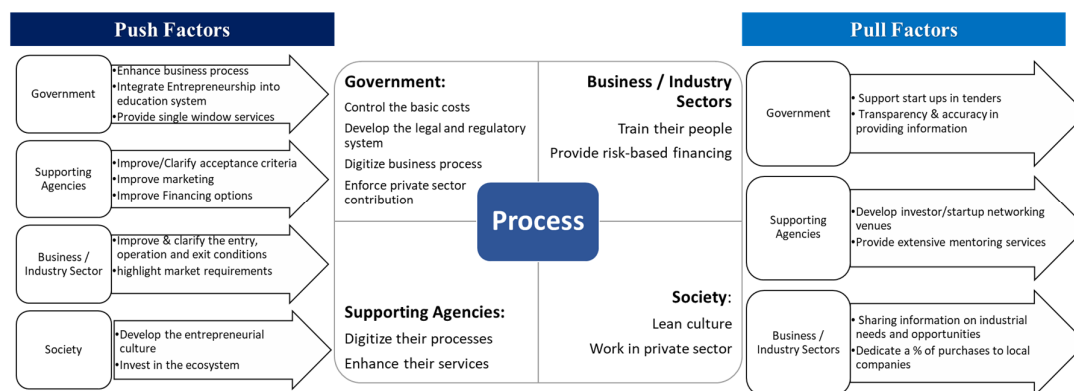 Push Factors
Government
•Enhance business process
•Integrate Entrepreneurship into
education system
•Provide single window services
Supporting
Agencies
•Improve/Clarify acceptance criteria
•Improve marketing
•Improve Financing options
Business /
Industry Sector
•Improve & clarify the entry,
operation and exit conditions
•highlight market requirements
Society
•Develop the entrepreneurial
culture
•Invest in the ecosystem
Government:
Control the basic costs
Develop the legal and regulatory
system
Digitize business process
Enforce private sector
contribution
Business / Industry
Sectors
Train their people
Provide risk-based financing
Process
Supporting Agencies:
Digitize their processes
Enhance their services
Society:
Lean culture
Work in private sector
Pull Factors
Government
• Support start ups in tenders
• Transparency & accuracy in
providing information
Supporting
Agencies
•Develop investor/startup networking
venues
•Provide extensive mentoring services
Business /
Industry Sectors
• Sharing information on industrial
needs and opportunities
•Dedicate a % of purchases to local
companies